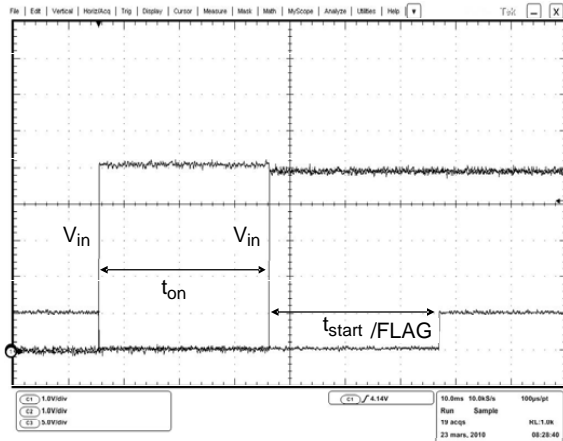 File | Edit | Vertical | Horiz/Acq | Trig | Display | Cursor | Measure | Mask | Math | MyScope | Analyze | Utilities | Help | Tek
Vin Vin
ton
tstart /FLAG
C1 1.0V/div
C2 1.0V/div
C3 5.0V/div
C1 4.14V
10.0ms 10.0kS/s 100µs/pt
Run Sample
19 acqs RL:1.0k
23 mars, 2010 08:28:40